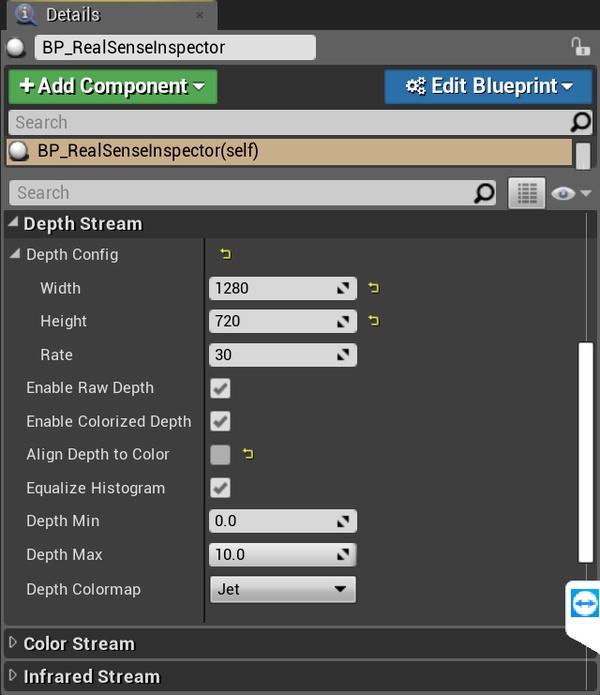 Details
BP_RealSenseInspector
Add Component
Edit Blueprint
Search
BP_RealSenseInspector(self)
Search
Depth Stream
Depth Config
Width 1280
Height 720
Rate 30
Enable Raw Depth
Enable Colorized Depth
Align Depth to Color
Equalize Histogram
Depth Min 0.0
Depth Max 10.0
Depth Colormap Jet
Color Stream
Infrared Stream